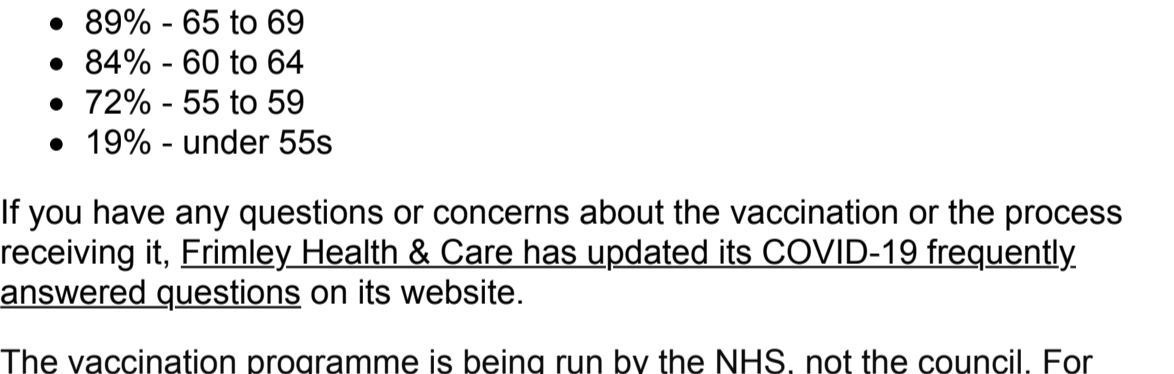 • 89% - 65 to 69
• 84% - 60 to 64
• 72% - 55 to 59
• 19% - under 55s
If you have any questions or concerns about the vaccination or the process
receiving it, Frimley Health & Care has updated its COVID-19 frequently
answered questions on its website.
The vaccination programme is being run by the NHS, not the council. For